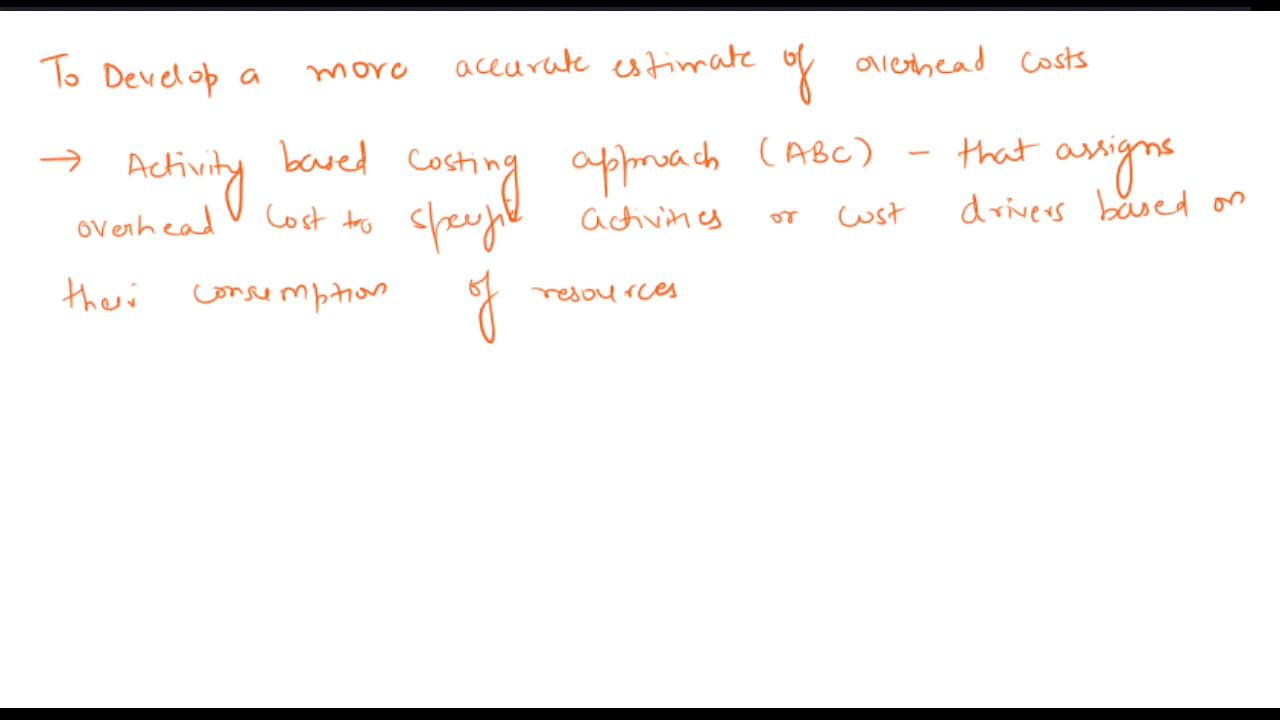 To Develop a more accurate estimate of overhead costs
→ Activity based costing approach (ABC) - that assigns
overhead cost to specific activities or cost drivers based on
their consumption of resources